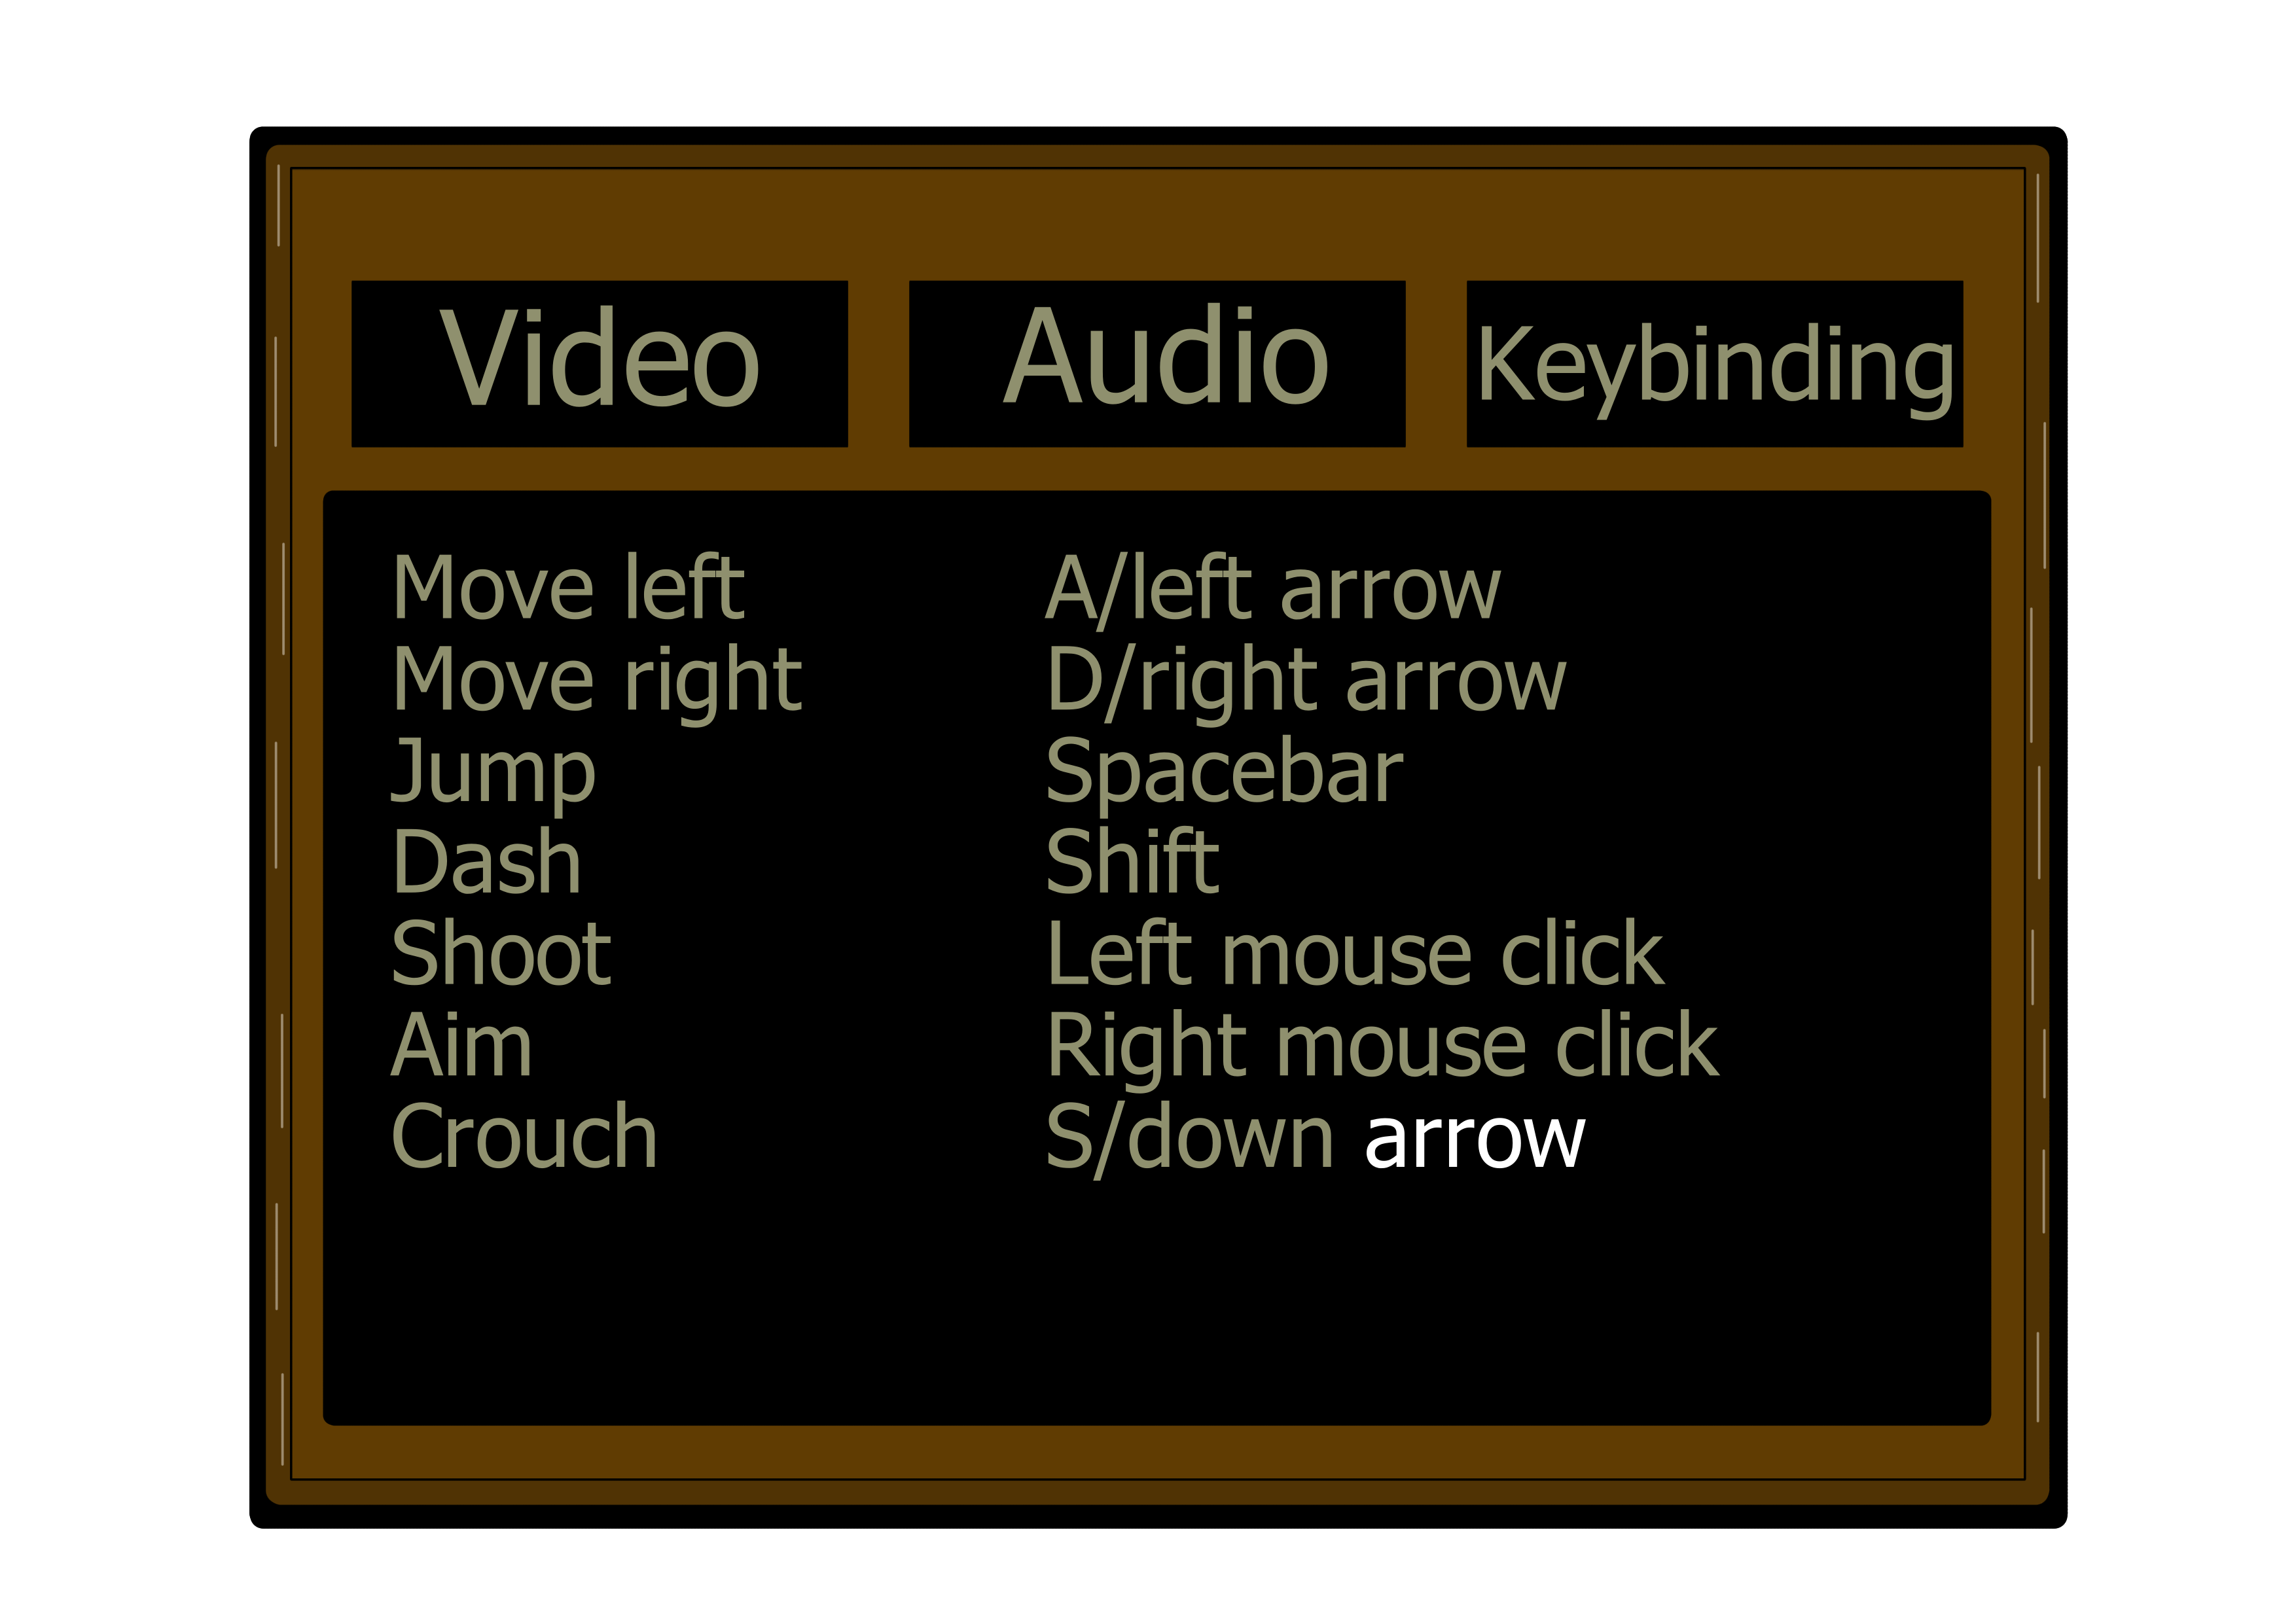 Video Audio Keybinding
Move left A/left arrow
Move right D/right arrow
Jump Spacebar
Dash Shift
Shoot Left mouse click
Aim Right mouse click
Crouch S/down arrow